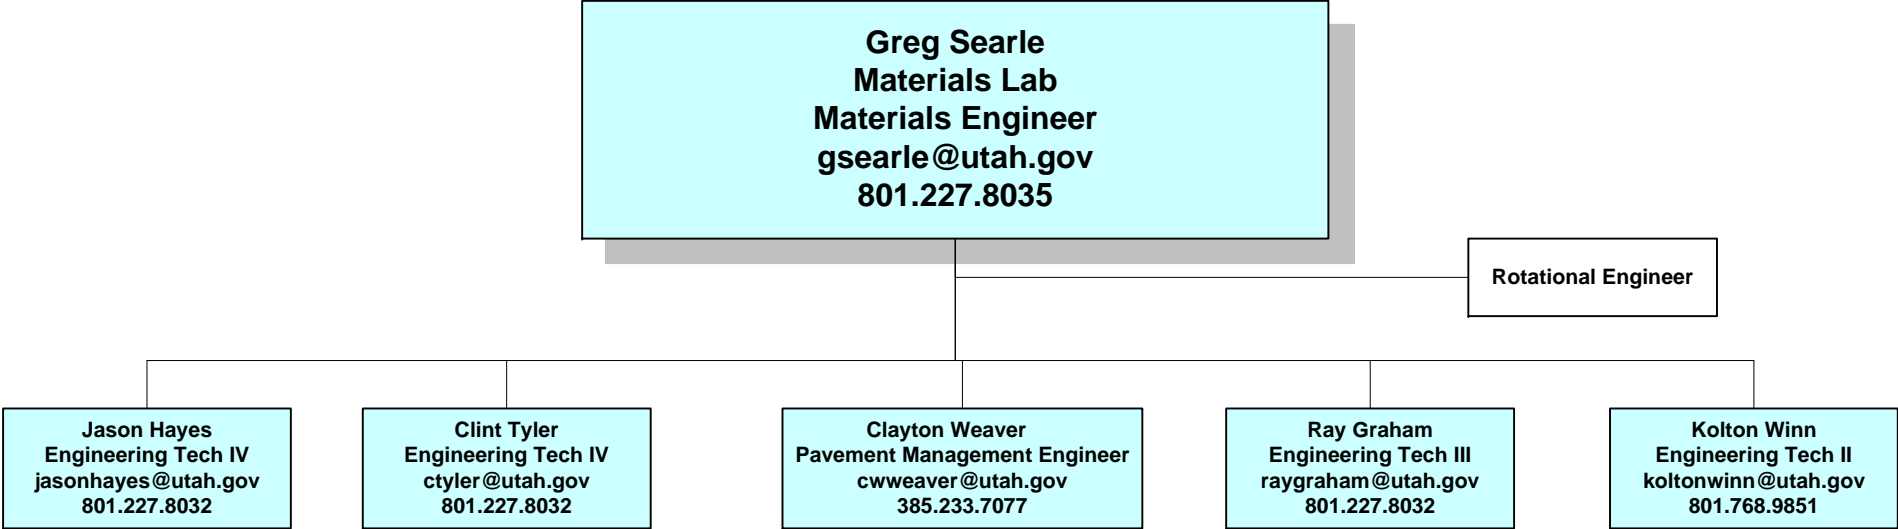 Greg Searle
Materials Lab
Materials Engineer
gsearle@utah.gov
801.227.8035
Rotational Engineer
Jason Hayes
Engineering Tech IV
jasonhayes@utah.gov
801.227.8032
Clint Tyler
Engineering Tech IV
ctyler@utah.gov
801.227.8032
Clayton Weaver
Pavement Management Engineer
cwweaver@utah.gov
385.233.7077
Ray Graham
Engineering Tech III
raygraham@utah.gov
801.227.8032
Kolton Winn
Engineering Tech II
koltonwinn@utah.gov
801.768.9851